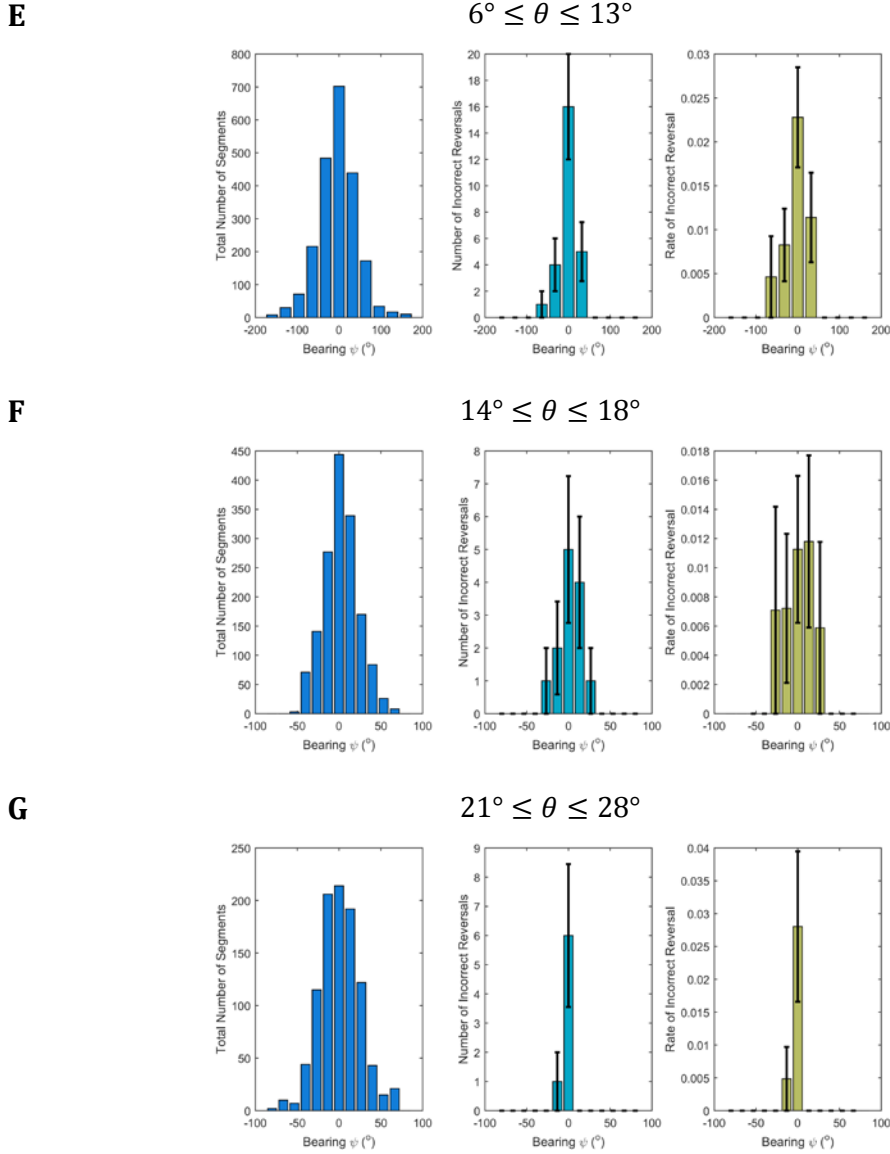 E
6° ≤ θ ≤ 13°
Total Number of Segments
800
700
600
500
400
300
200
100
0
-200 -100 0 100 200
Bearing ψ (°)
Number of Incorrect Reversals
20
18
16
14
12
10
8
6
4
2
0
-200 -100 0 100 200
Bearing ψ (°)
Rate of Incorrect Reversal
0.03
0.025
0.02
0.015
0.01
0.005
0
-200 -100 0 100 200
Bearing ψ (°)
F
14° ≤ θ ≤ 18°
Total Number of Segments
450
400
350
300
250
200
150
100
50
0
-100 -50 0 50 100
Bearing ψ (°)
Number of Incorrect Reversals
8
7
6
5
4
3
2
1
0
-100 -50 0 50 100
Bearing ψ (°)
Rate of Incorrect Reversal
0.018
0.016
0.014
0.012
0.01
0.008
0.006
0.004
0.002
0
-100 -50 0 50 100
Bearing ψ (°)
G
21° ≤ θ ≤ 28°
Total Number of Segments
250
200
150
100
50
0
-100 -50 0 50 100
Bearing ψ (°)
Number of Incorrect Reversals
9
8
7
6
5
4
3
2
1
0
-100 -50 0 50 100
Bearing ψ (°)
Rate of Incorrect Reversal
0.04
0.035
0.03
0.025
0.02
0.015
0.01
0.005
0
-100 -50 0 50 100
Bearing ψ (°)